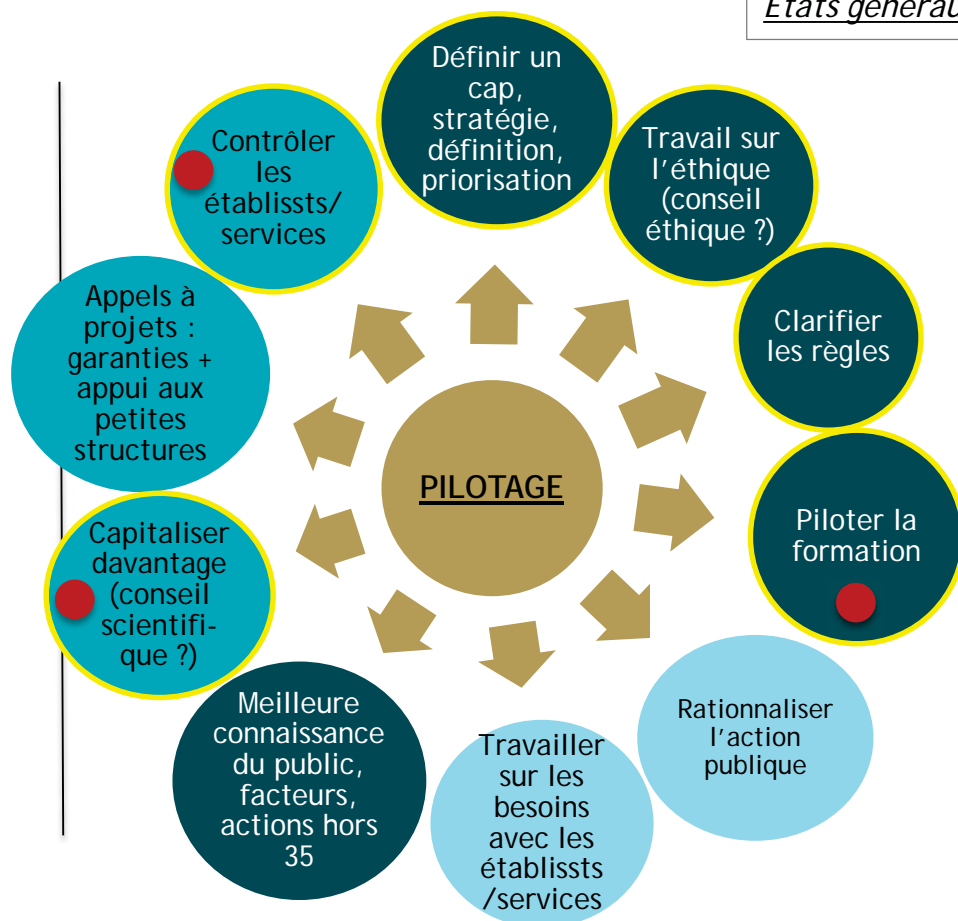 Etats générau
Définir un
cap,
stratégie,
définition,
priorisation
Travail sur
l'éthique
(conseil
éthique ?)
Clarifier
les règles
Piloter la
formation
Rationnaliser
l'action
publique
Travailler
sur les
besoins
avec les
établissts
/services
Meilleure
connaissance
du public,
facteurs,
actions hors
35
Capitaliser
davantage
(conseil
scientifi-
que ?)
Appels à
projets :
garanties +
appui aux
petites
structures
Contrôler
les
établissts/
services
PILOTAGE